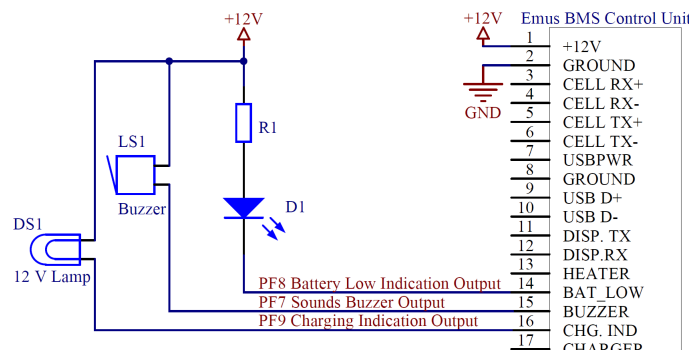 +12V
+12V
Emus BMS Control Unit
1 +12V
2 GROUND
3 CELL RX+
4 CELL RX-
5 CELL TX+
6 CELL TX-
7 USBPWR
8 GROUND
9 USB D+
10 USB D-
11 DISP. TX
12 DISP.RX
13 HEATER
14 BAT_LOW
15 BUZZER
16 CHG. IND
17 CHARGER
GND
R1
LS1
Buzzer
D1
DS1
12 V Lamp
PF8 Battery Low Indication Output
PF7 Sounds Buzzer Output
PF9 Charging Indication Output